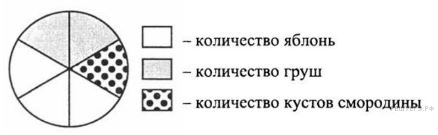 – количество яблонь
– количество груш
– количество кустов смородины